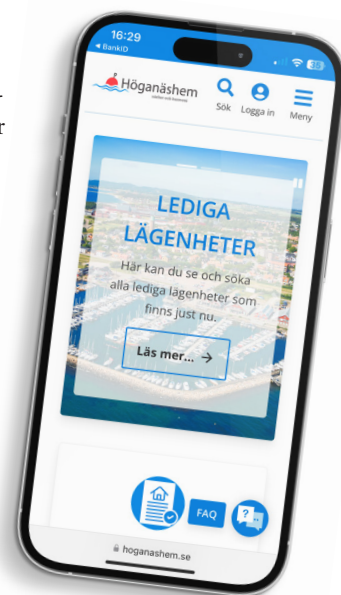 16:29
◀ BankID
35
Höganäshem
Sök
Logga in
Meny
LEDIGA
LÄGENHETER
Här kan du se och söka
alla lediga lägenheter som
finns just nu.
Läs mer... →
FAQ
?
hoganashem.se
-
r